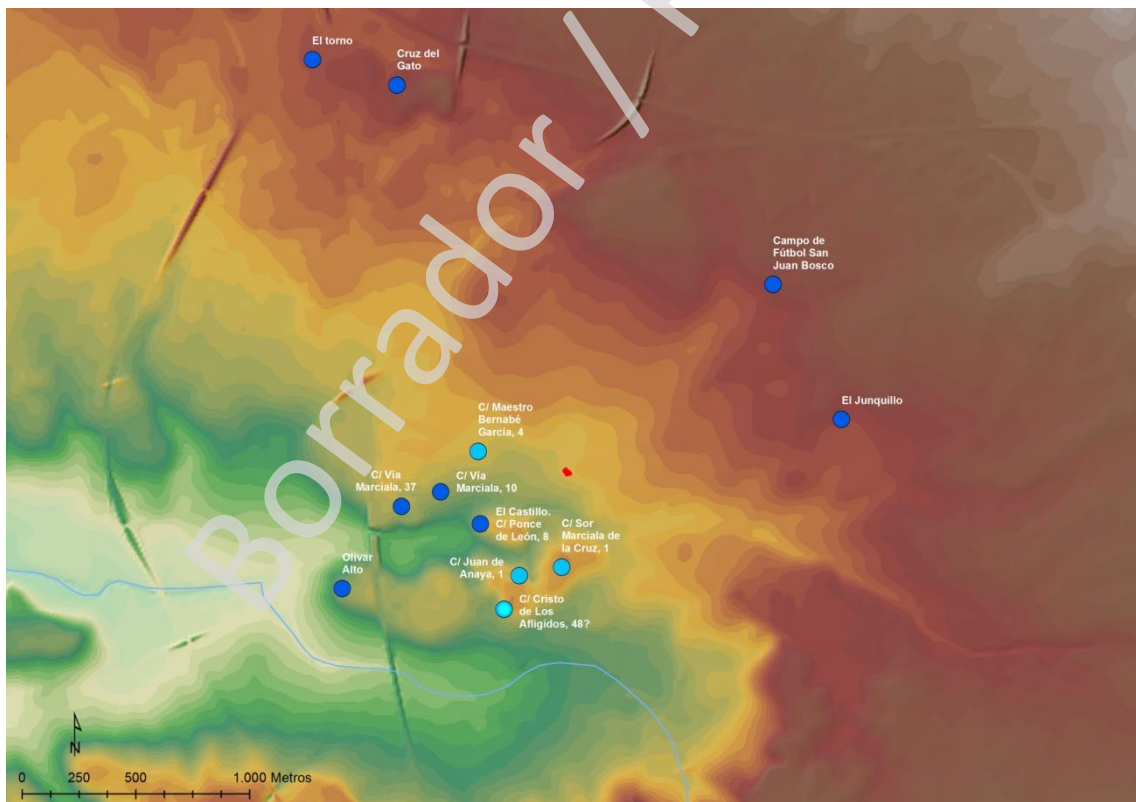 El torno
Cruz del
Gato
Campo de
Fútbol San
Juan Bosco
El Junquillo
C/ Maestro
Bernabé
García, 4
C/ Vía
Marciala, 37
C/ Vía
Marciala, 10
El Castillo.
C/ Ponce
de León, 8
C/ Sor
Marciala de
la Cruz, 1
C/ Juan de
Anaya, 1
Olivar
Alto
C/ Cristo
de Los
Afligidos, 48?
N
0 250 500 1.000 Metros
Borrador /